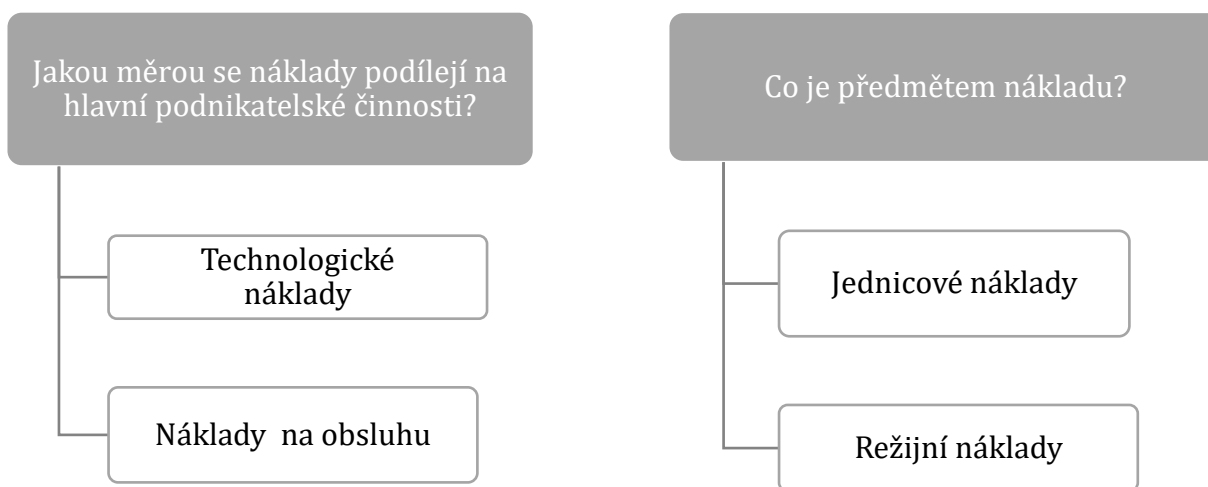 Jakou měrou se náklady podílejí na
hlavní podnikatelské činnosti?
Technologické
náklady
Náklady na obsluhu
Co je předmětem nákladu?
Jednicové náklady
Režijní náklady